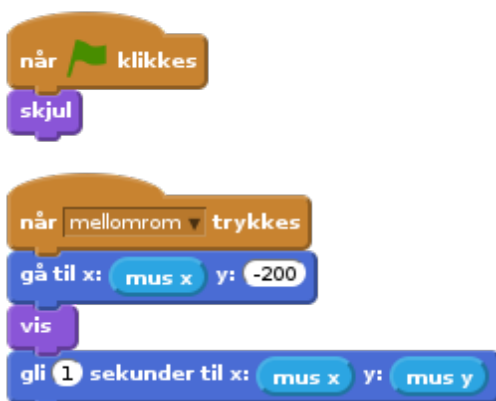 når klikkes
skjul
når mellomrom trykkes
gå til x: mus x y: -200
vis
gli 1 sekunder til x: mus x y: mus y